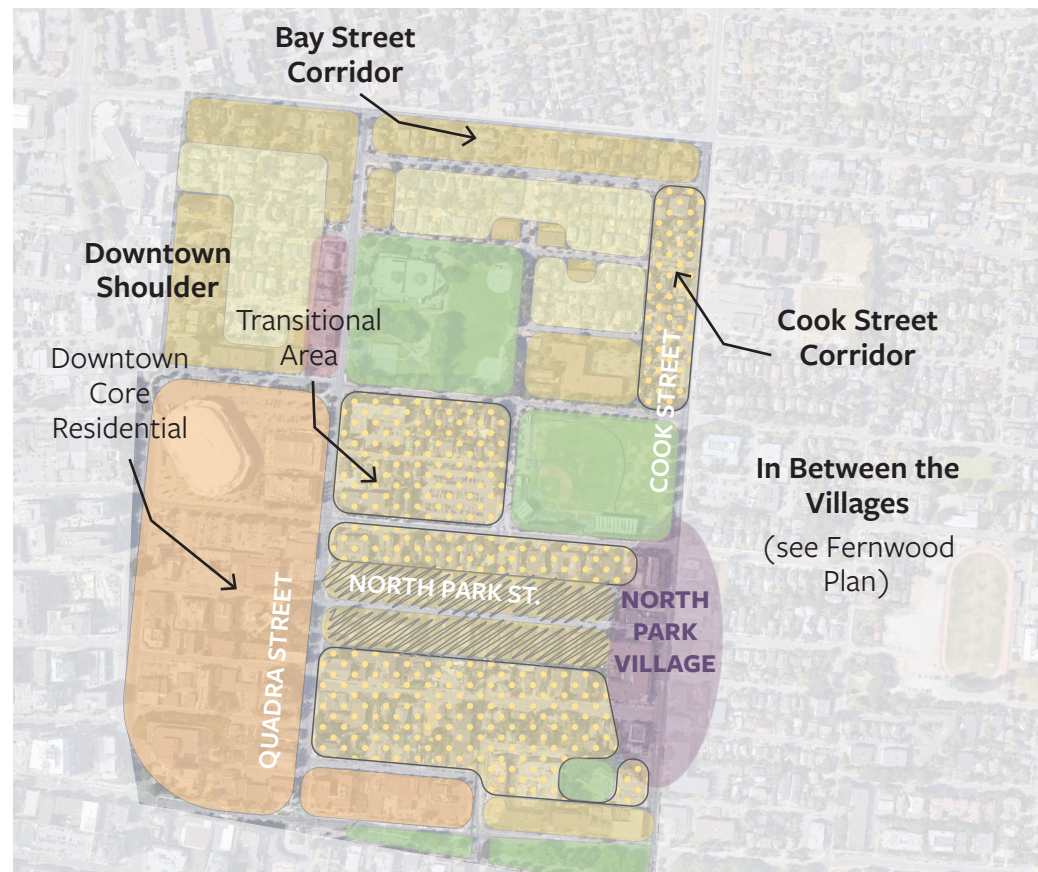 Bay Street
Corridor
Downtown
Shoulder
Transitional
Area
Downtown
Core
Residential
Cook Street
Corridor
COOK STREET
In Between the
Villages
(see Fernwood
Plan)
NORTH PARK ST.
NORTH
PARK
VILLAGE
QUADRA STREET